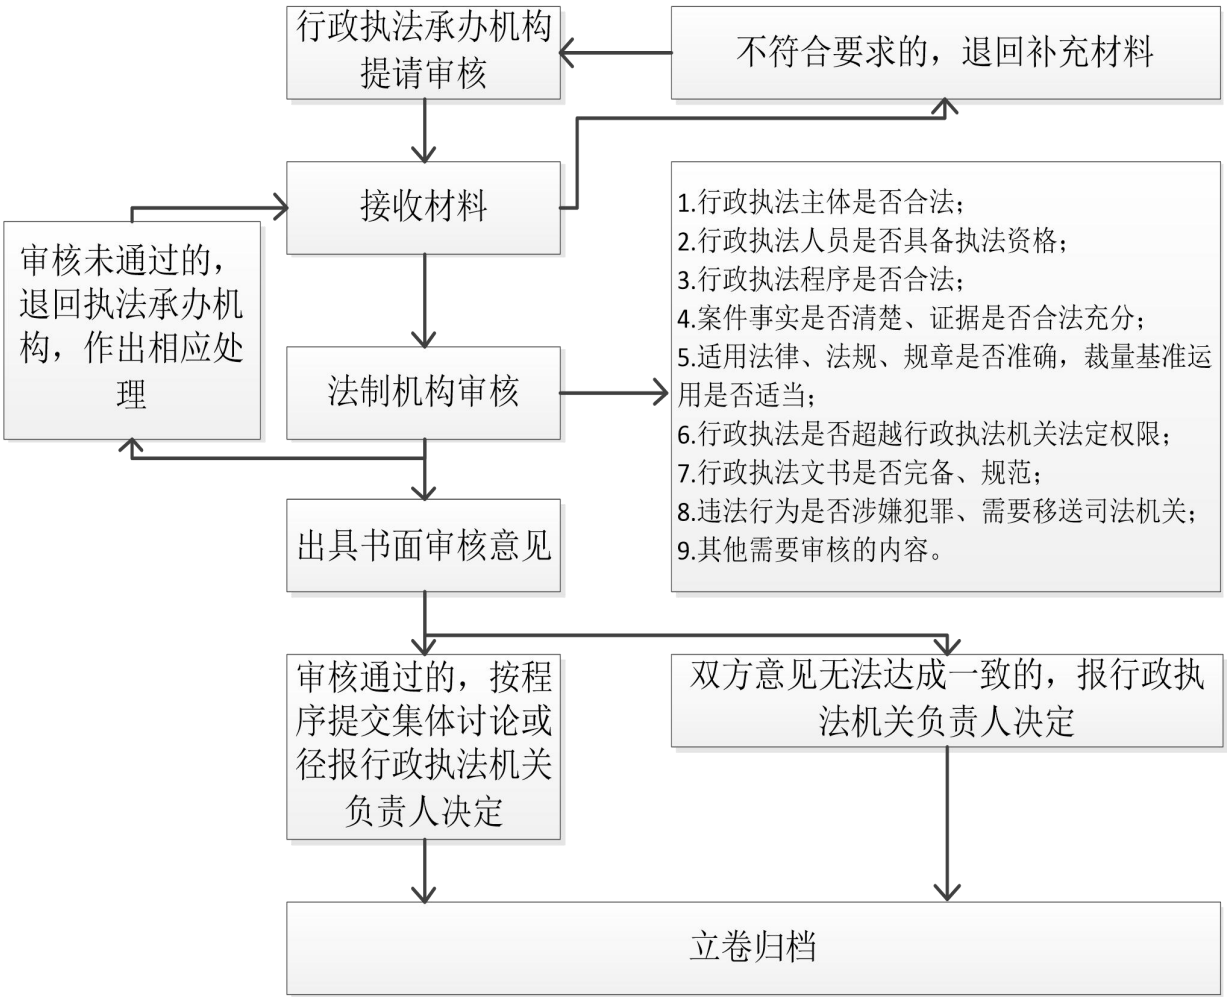 行政执法承办机构
提请审核
不符合要求的，退回补充材料
接收材料
审核未通过的，
退回执法承办机
构，作出相应处
理
法制机构审核
1.行政执法主体是否合法；
2.行政执法人员是否具备执法资格；
3.行政执法程序是否合法；
4.案件事实是否清楚、证据是否合法充分；
5.适用法律、法规、规章是否准确，裁量基准运
用是否适当；
6.行政执法是否超越行政执法机关法定权限；
7.行政执法文书是否完备、规范；
8.违法行为是否涉嫌犯罪、需要移送司法机关；
9.其他需要审核的内容。
出具书面审核意见
审核通过的，按程
序提交集体讨论或
径报行政执法机关
负责人决定
双方意见无法达成一致的，报行政执
法机关负责人决定
立卷归档